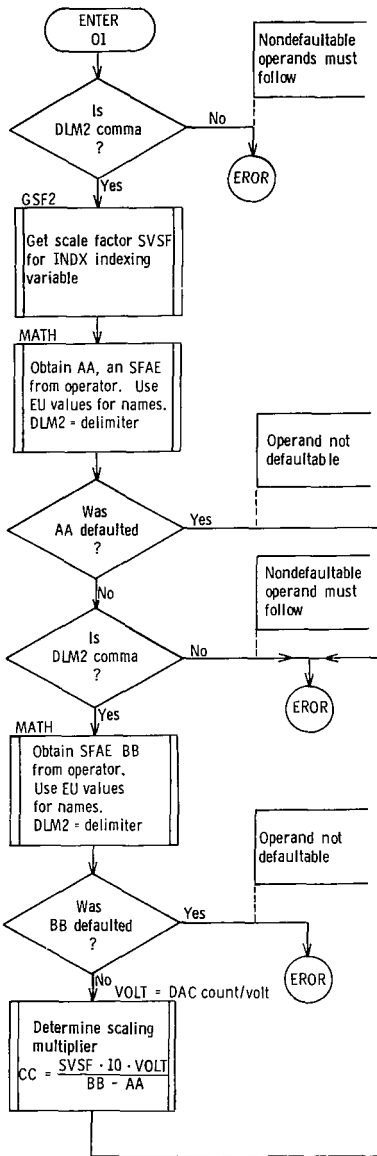 ENTER
01
Nondefaultable
operands must
follow
Is
DLM2 comma
?
No
EROR
Yes
GSF2
Get scale factor SVSF
for INDX indexing
variable
MATH
Obtain AA, an SFAE
from operator. Use
EU values for names.
DLM2 = delimiter
Operand not
defaultable
Was
AA defaulted
?
Yes
Nondefaultable
operand must
follow
No
Is
DLM2 comma
?
No
EROR
Yes
MATH
Obtain SFAE BB
from operator.
Use EU values
for names.
DLM2 = delimiter
Operand not
defaultable
Was
BB defaulted
?
Yes
EROR
No
VOLT = DAC count/volt
Determine scaling
multiplier
CC = SVSF · 10 · VOLT
BB - AA